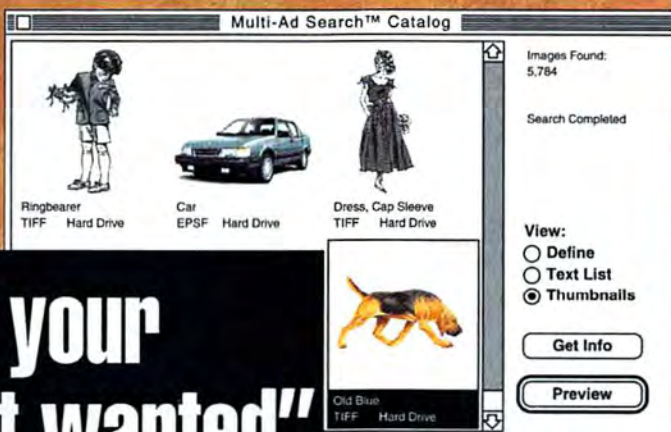 Multi-Ad Search™ Catalog
Images Found:
5,784
Search Completed
Ringbearer
TIFF Hard Drive
Car
EPSF Hard Drive
Dress, Cap Sleeve
TIFF Hard Drive
View:
Define
Text List
Thumbnails
Get Info
Preview
Old Blue
TIFF Hard Drive
your
t wanted"